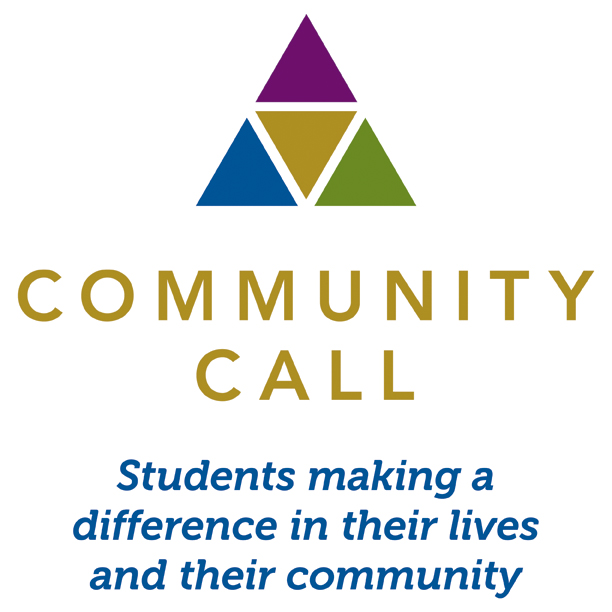 COMMUNITY
CALL
Students making a
difference in their lives
and their community